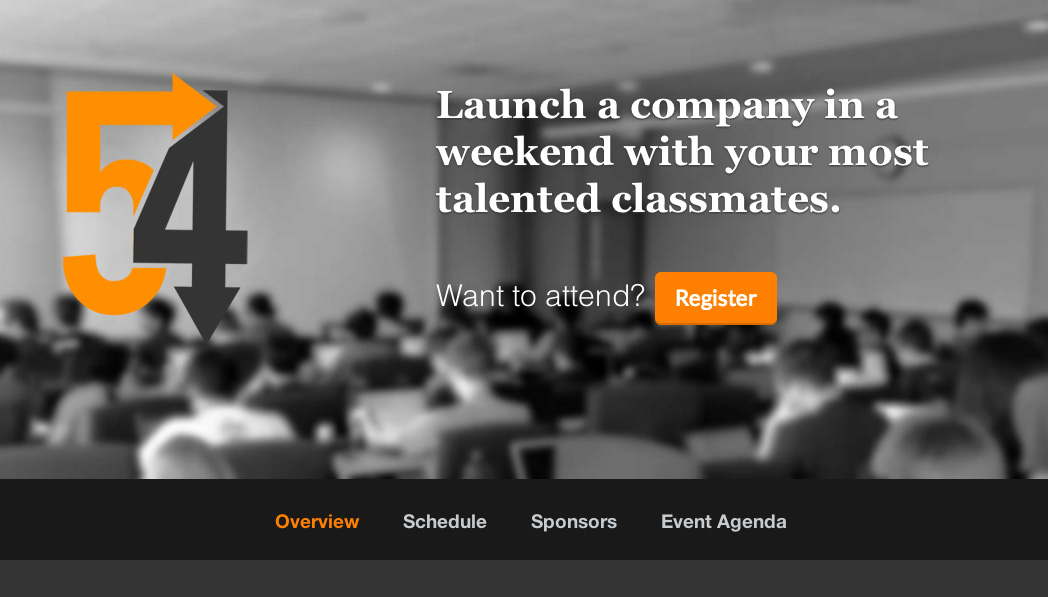 54
Launch a company in a
weekend with your most
talented classmates.
Want to attend? Register
Overview Schedule Sponsors Event Agenda